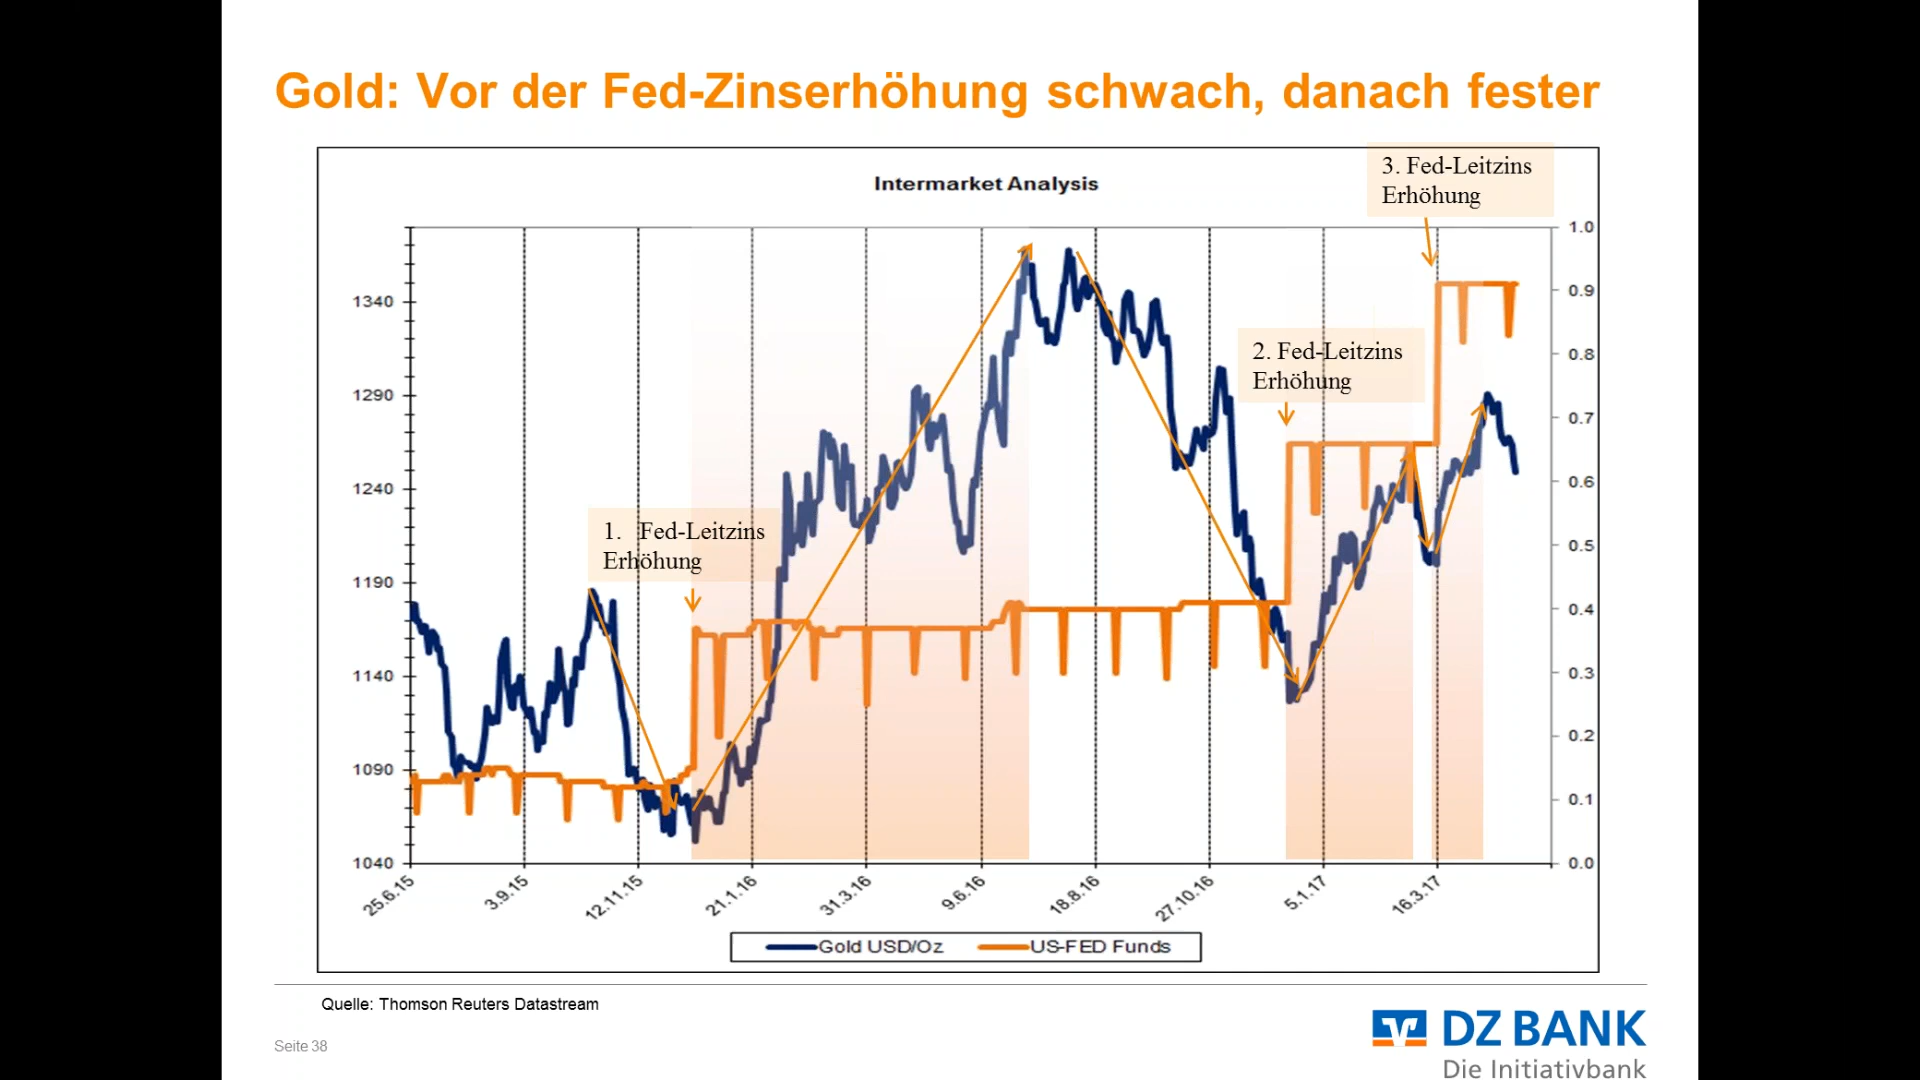 Gold: Vor der Fed-Zinserhöhung schwach, danach fester
Intermarket Analysis
3. Fed-Leitzins
Erhöhung
2. Fed-Leitzins
Erhöhung
1. Fed-Leitzins
Erhöhung
1340
1290
1240
1190
1140
1090
1040
1.0
0.9
0.8
0.7
0.6
0.5
0.4
0.3
0.2
0.1
0.0
25.6.15
3.9.15
12.11.15
21.1.16
31.3.16
9.6.16
18.8.16
27.10.16
5.1.17
16.3.17
Gold USD/Oz
US-FED Funds
Quelle: Thomson Reuters Datastream
Seite 38
DZ BANK
Die Initiativbank